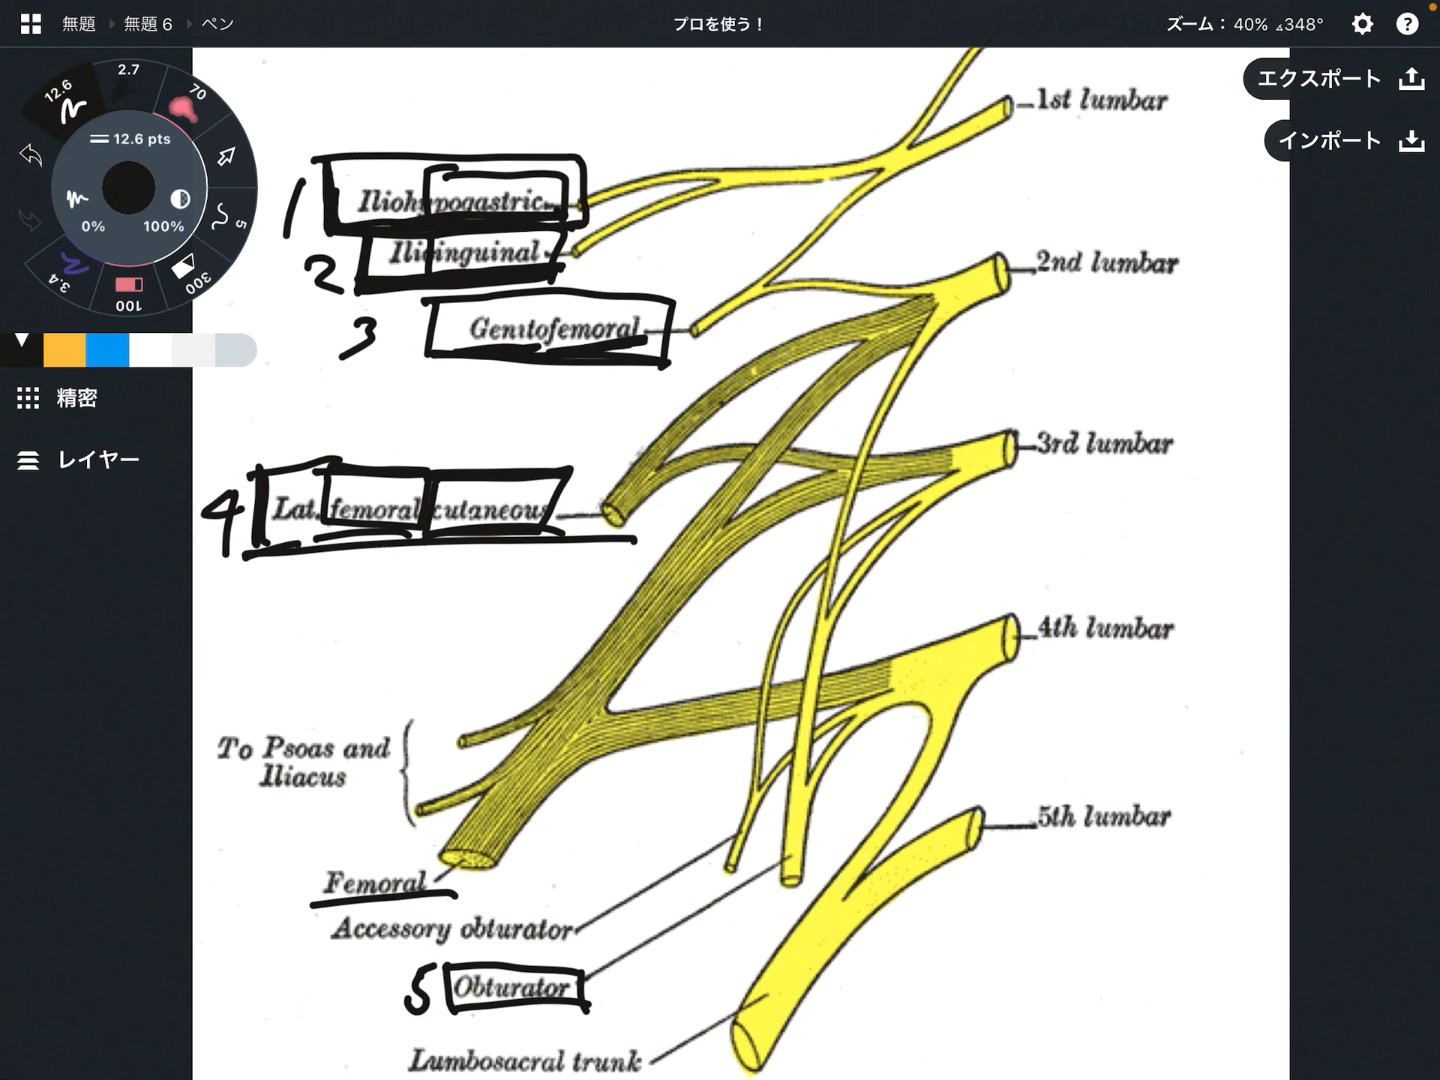 無題 無題 6 ペン
プロを使う！
ズーム： 40% ⦟348°
エクスポート
インポート
12.6
2.7
70
12.6 pts
0%
100%
5
3.4
100
300
精密
レイヤー
1st lumbar
1 Iliohypogastric
2 Ilioinguinal
2nd lumbar
3 Genitofemoral
3rd lumbar
4 Lat. femoral cutaneous
4th lumbar
To Psoas and
Iliacus
5th lumbar
Femoral
Accessory obturator
5 Obturator
Lumbosacral trunk